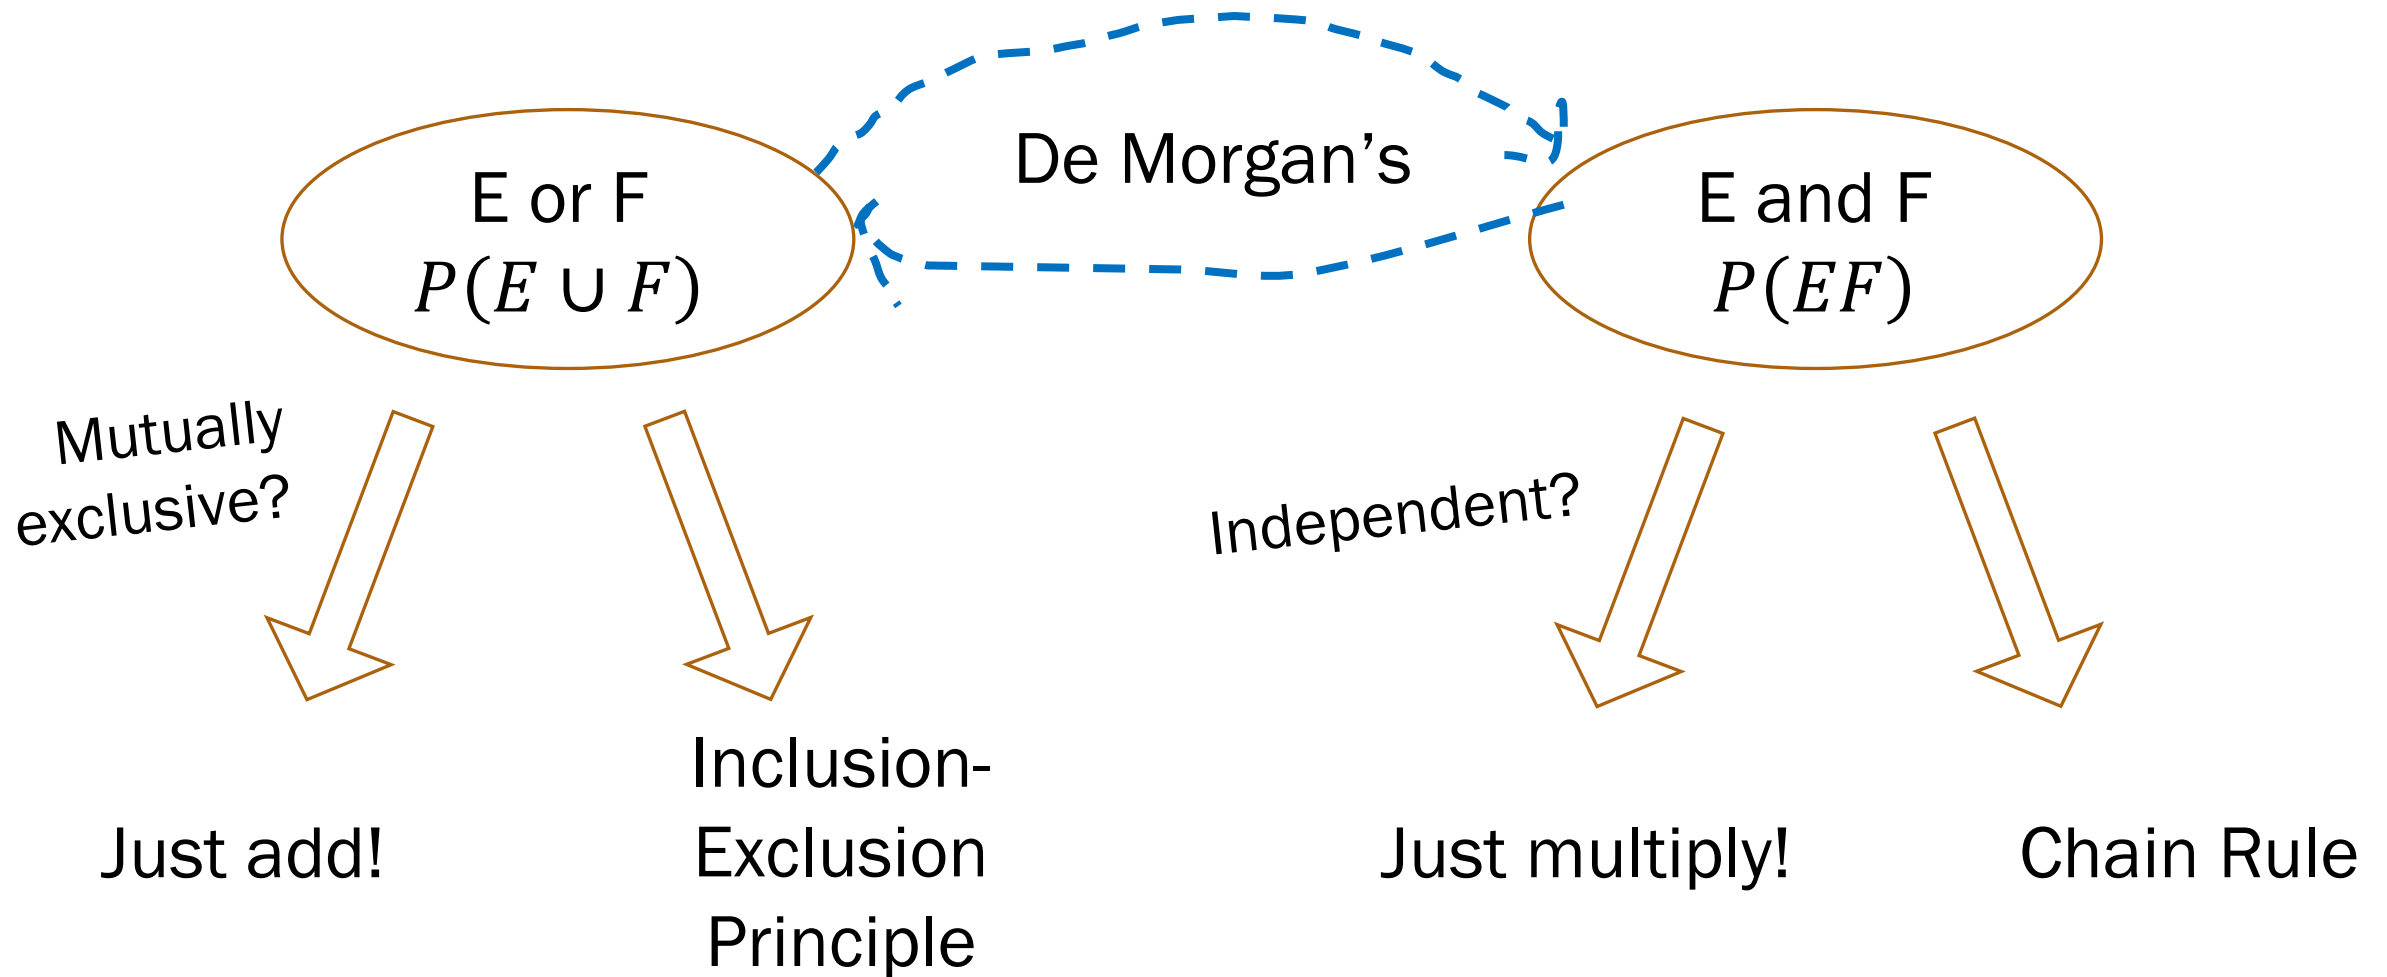 De Morgan’s
E or F
P(E ∪ F)
E and F
P(EF)
Mutually
exclusive?
Independent?
Just add!
Inclusion-
Exclusion
Principle
Just multiply!
Chain Rule